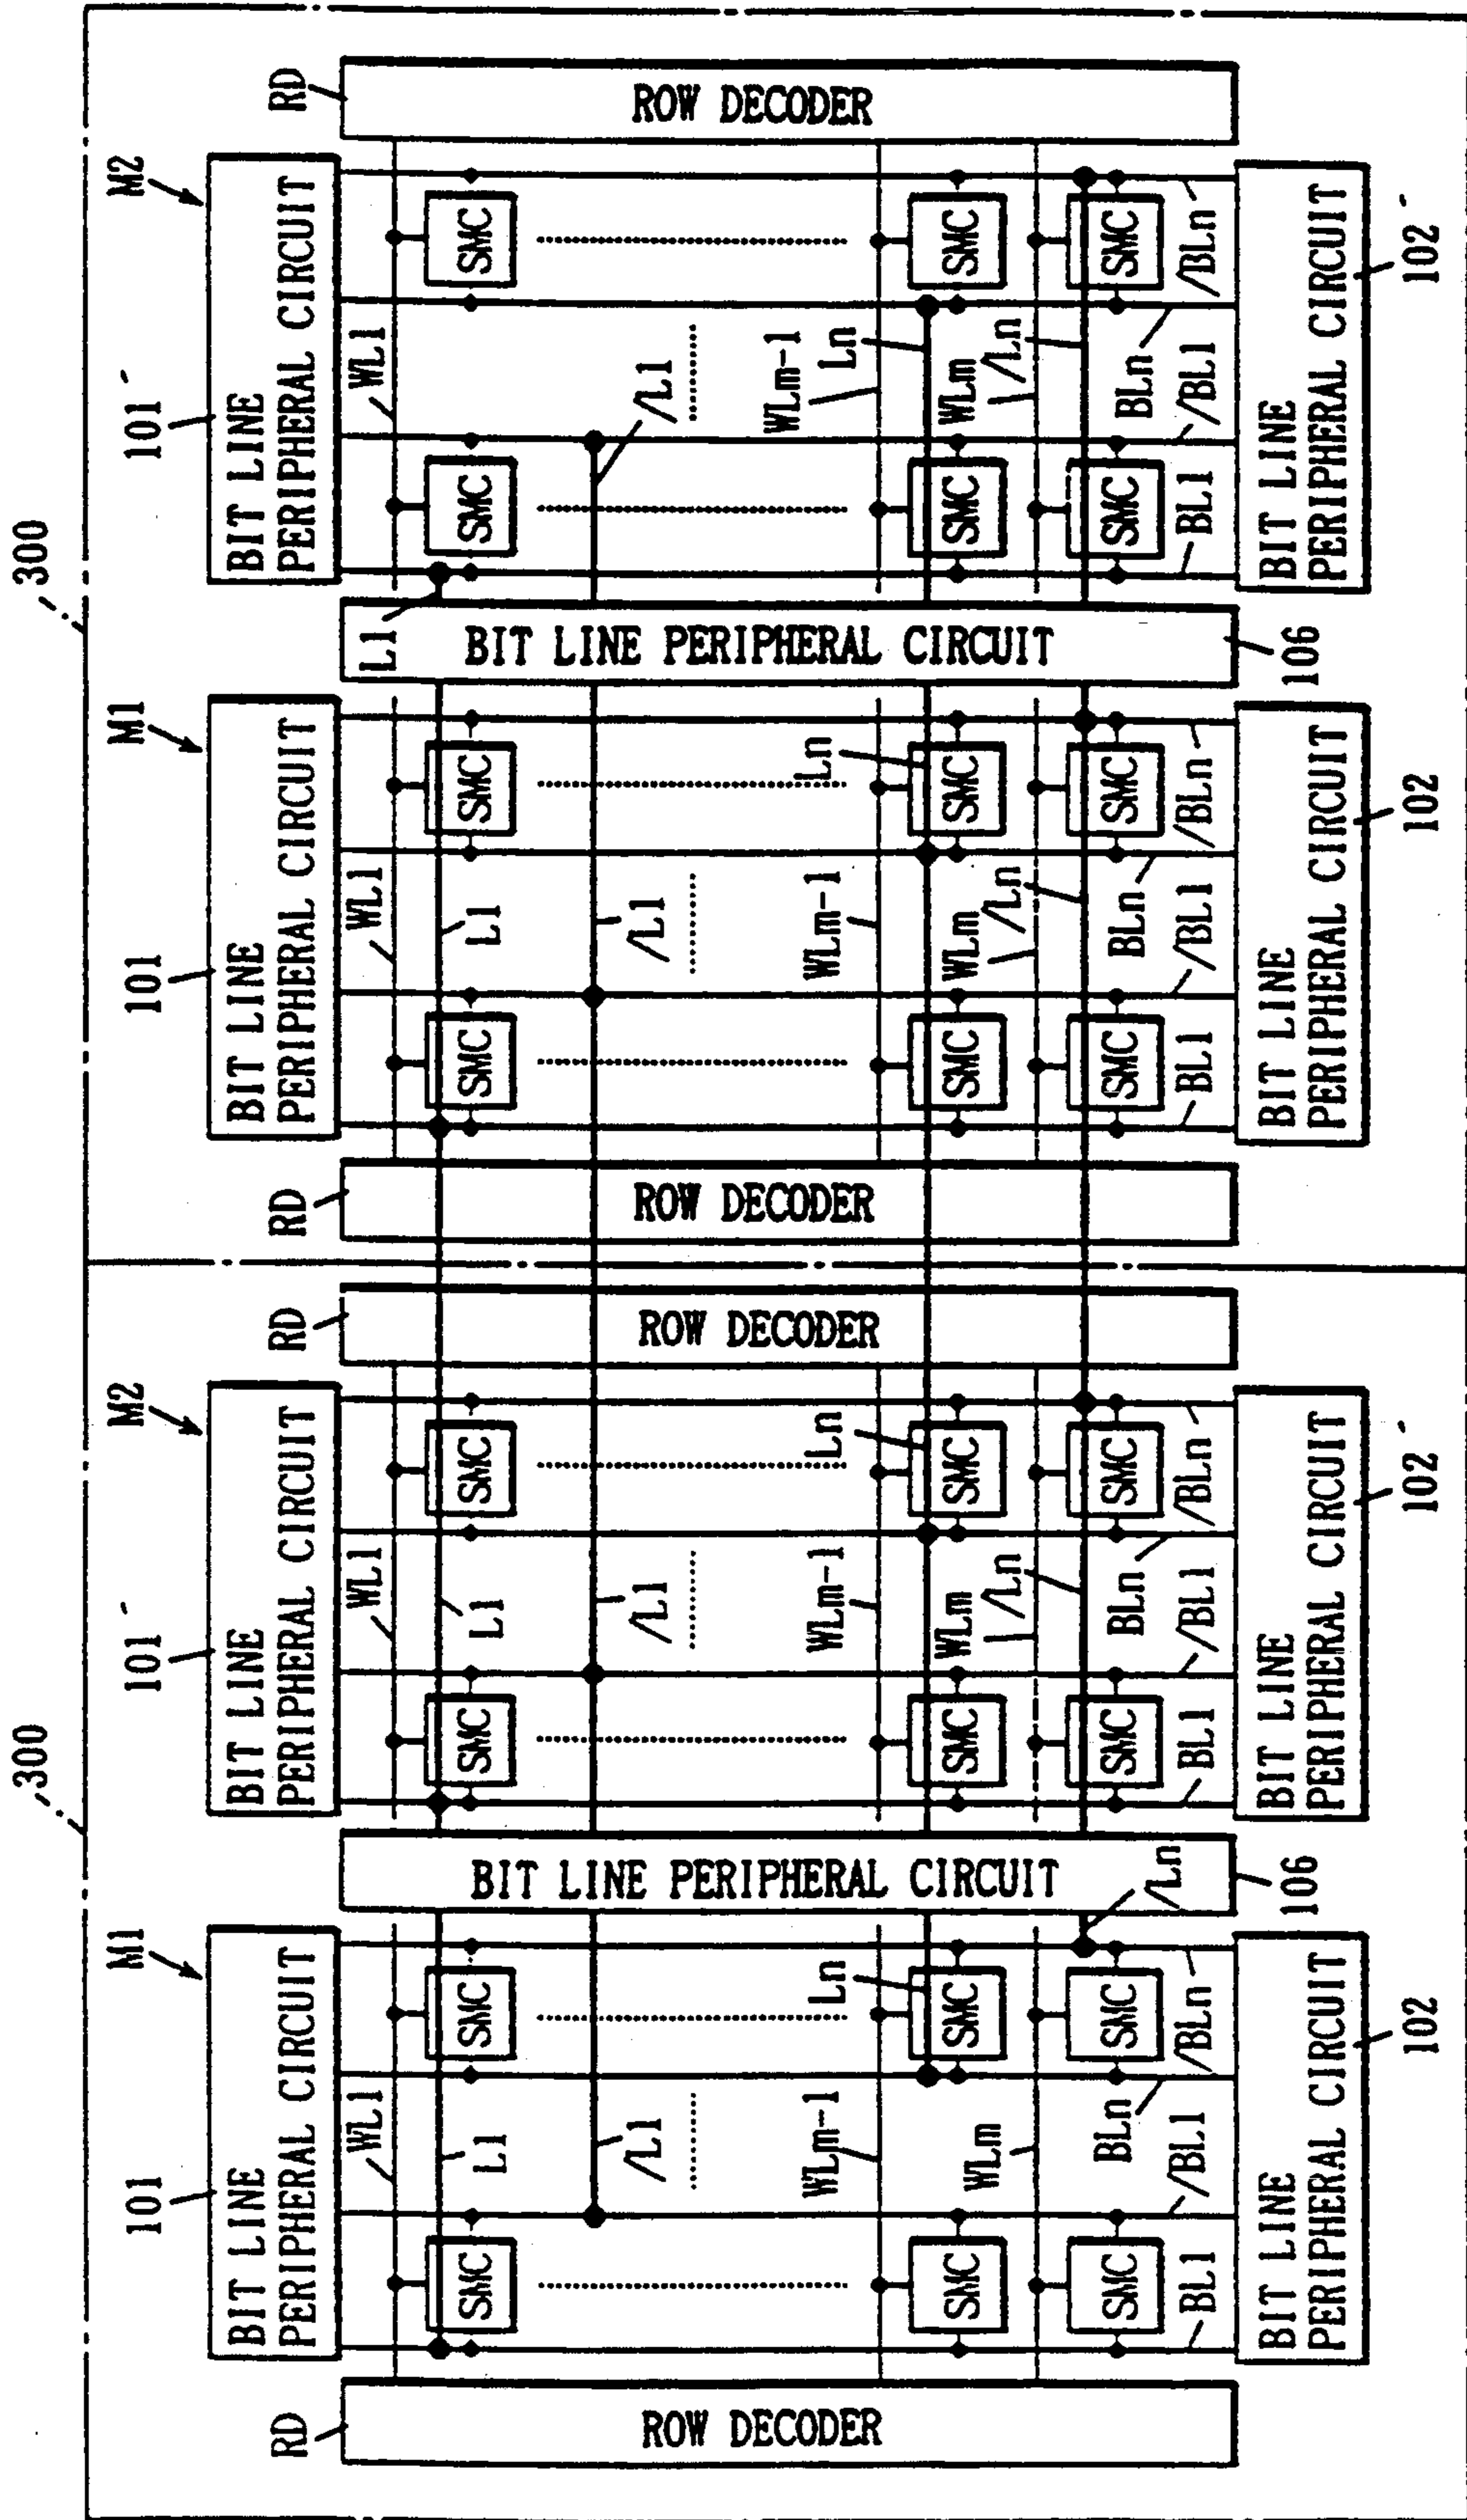 300
300
M1
M2
M1
M2
101
101'
101
101'
BIT LINE
PERIPHERAL CIRCUIT
BIT LINE
PERIPHERAL CIRCUIT
BIT LINE
PERIPHERAL CIRCUIT
BIT LINE
PERIPHERAL CIRCUIT
RD
RD
RD
RD
WL1
WL1
WL1
L1
WL1
SMC
L1
SMC
SMC
L1
SMC
SMC
L1
SMC
SMC
SMC
/L1
/L1
/L1
/L1
ROW DECODER
BIT LINE PERIPHERAL CIRCUIT
ROW DECODER
ROW DECODER
BIT LINE PERIPHERAL CIRCUIT
ROW DECODER
WLm-1
Ln
WLm-1
Ln
WLm-1
Ln
WLm-1
Ln
SMC
WLm
SMC
SMC
WLm
SMC
SMC
WLm
SMC
SMC
WLm
SMC
/Ln
/Ln
/Ln
SMC
BLn
SMC
/Ln
SMC
BLn
SMC
SMC
BLn
SMC
SMC
BLn
SMC
BL1
/BL1
/BLn
BL1
/BL1
/BLn
BL1
/BL1
/BLn
BL1
/BL1
/BLn
BIT LINE
PERIPHERAL CIRCUIT
106
BIT LINE
PERIPHERAL CIRCUIT
BIT LINE
PERIPHERAL CIRCUIT
106
BIT LINE
PERIPHERAL CIRCUIT
102
102'
102
102'